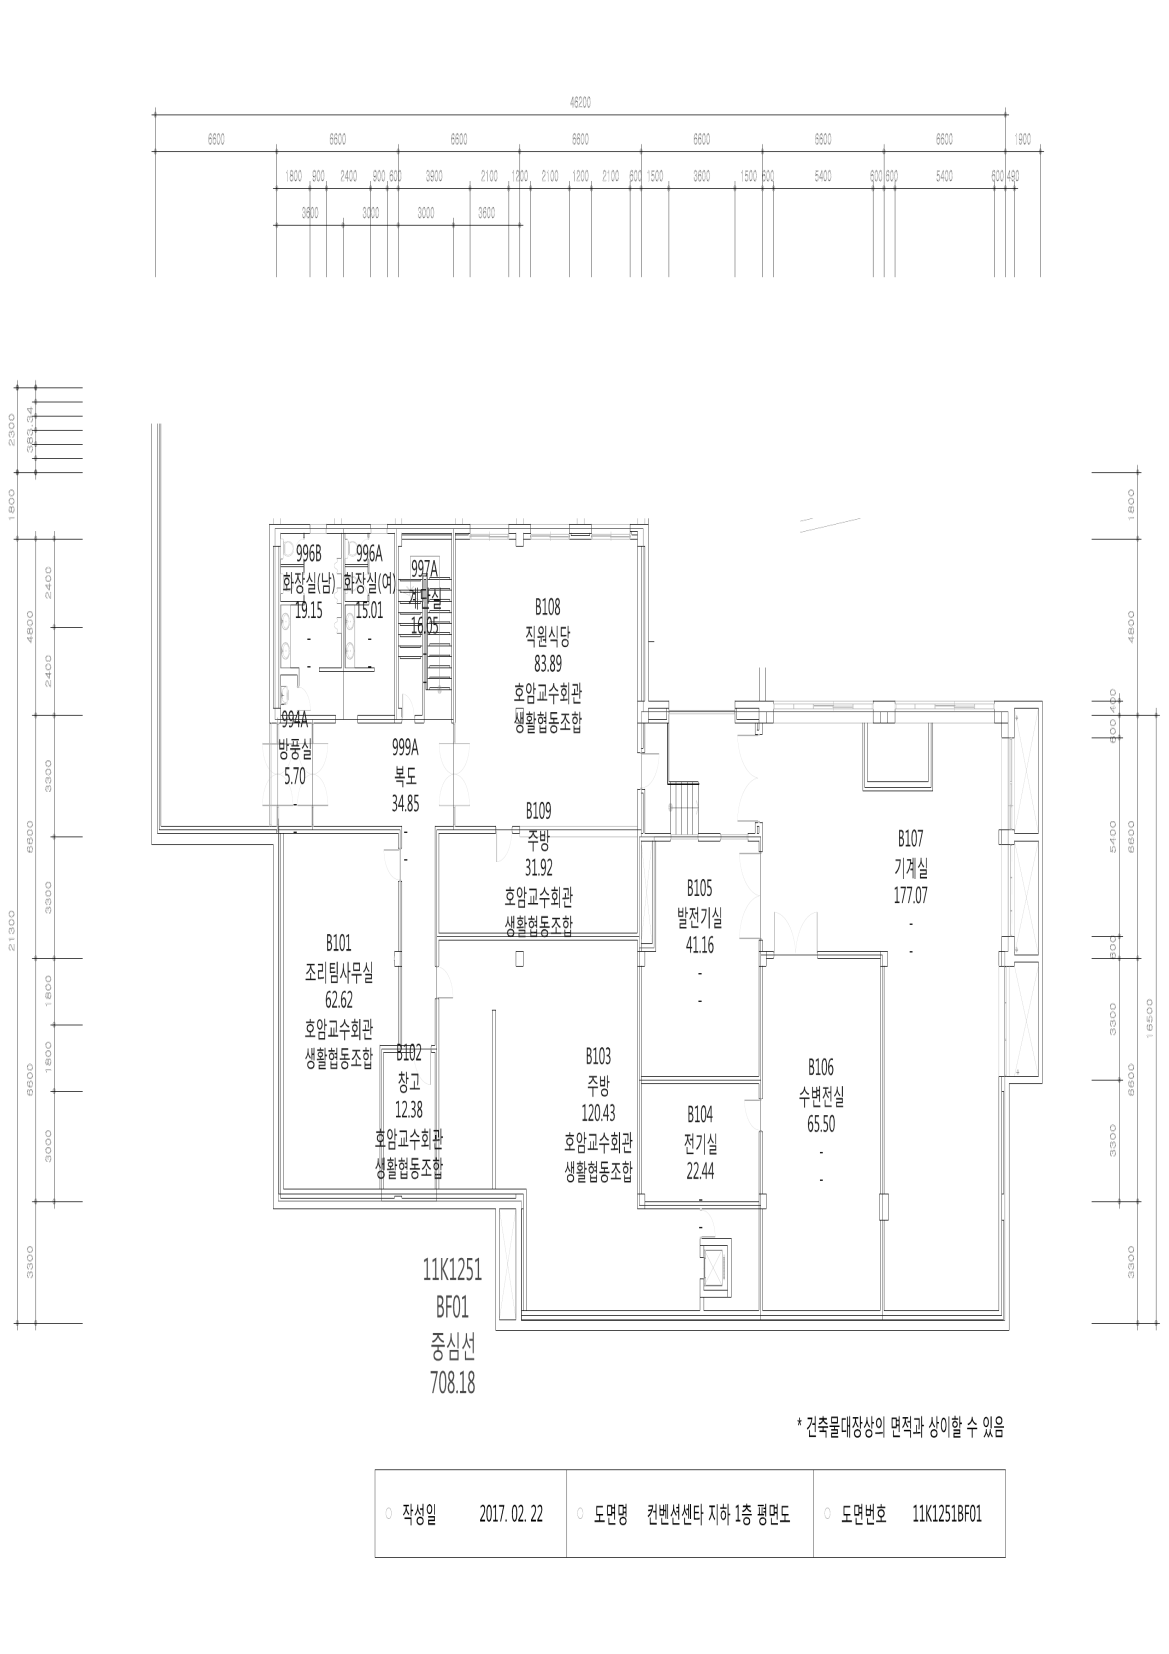 46200
6600 6600 6600 6600 6600 6600 6600 1900
1800 900 2400 900 600 3900 2100 1200 2100 1200 2100 600 1500 3600 1500 600 5400 600 600 5400 600 490
3600 3000 3000 3600
2300
383.34
1800
4800
2400
2400
6600
3300
3300
21300
6600
1800
1800
3000
3300
1800
4800
400
600
6600
5400
600
16500
6600
3300
3300
3300
996B
화장실(남)
19.15
-
-
996A
화장실(여)
15.01
-
-
997A
계단실
16.05
-
-
B108
직원식당
83.89
호암교수회관
생활협동조합
994A
방풍실
5.70
-
-
999A
복도
34.85
-
-
B109
주방
31.92
호암교수회관
생활협동조합
B107
기계실
177.07
-
-
B105
발전기실
41.16
-
-
B101
조리팀사무실
62.62
호암교수회관
생활협동조합
B102
창고
12.38
호암교수회관
생활협동조합
B103
주방
120.43
호암교수회관
생활협동조합
B104
전기실
22.44
-
-
B106
수변전실
65.50
-
-
11K1251
BF01
중심선
708.18
* 건축물대장상의 면적과 상이할 수 있음
작성일 2017. 02. 22 도면명 컨벤션센타 지하 1층 평면도 도면번호 11K1251BF01